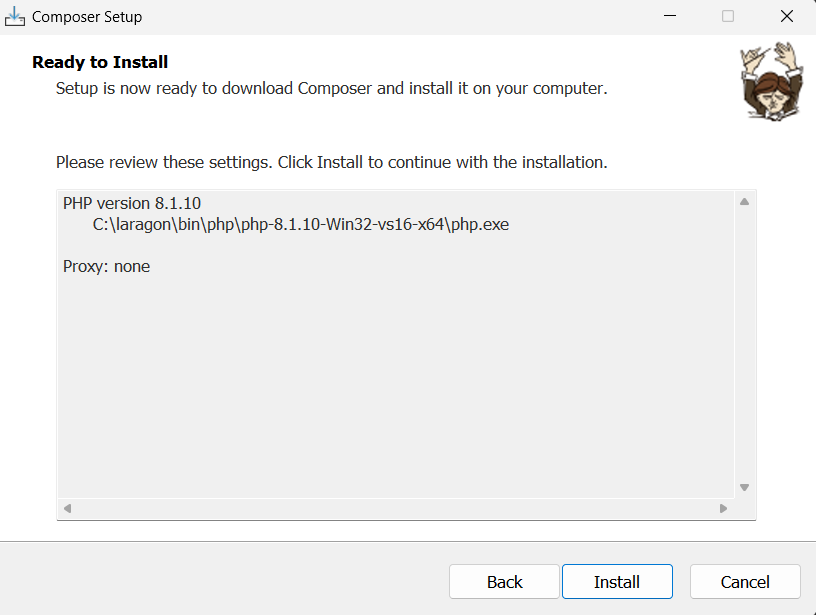 Composer Setup
Ready to Install
Setup is now ready to download Composer and install it on your computer.
Please review these settings. Click Install to continue with the installation.
PHP version 8.1.10
C:\laragon\bin\php\php-8.1.10-Win32-vs16-x64\php.exe
Proxy: none
Back
Install
Cancel